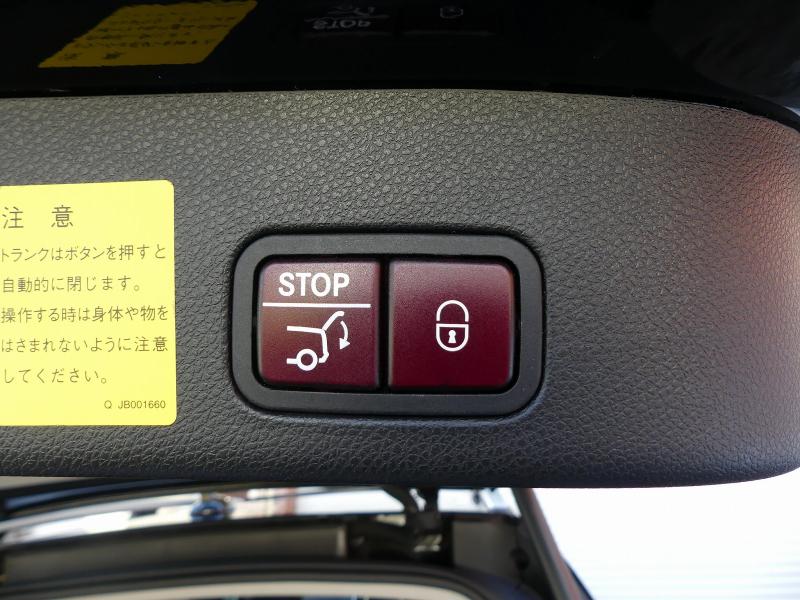 注 意
トランクはボタンを押すと
自動的に閉じます。
操作する時は身体や物を
はさまれないように注意
してください。
Q JB001660
STOP